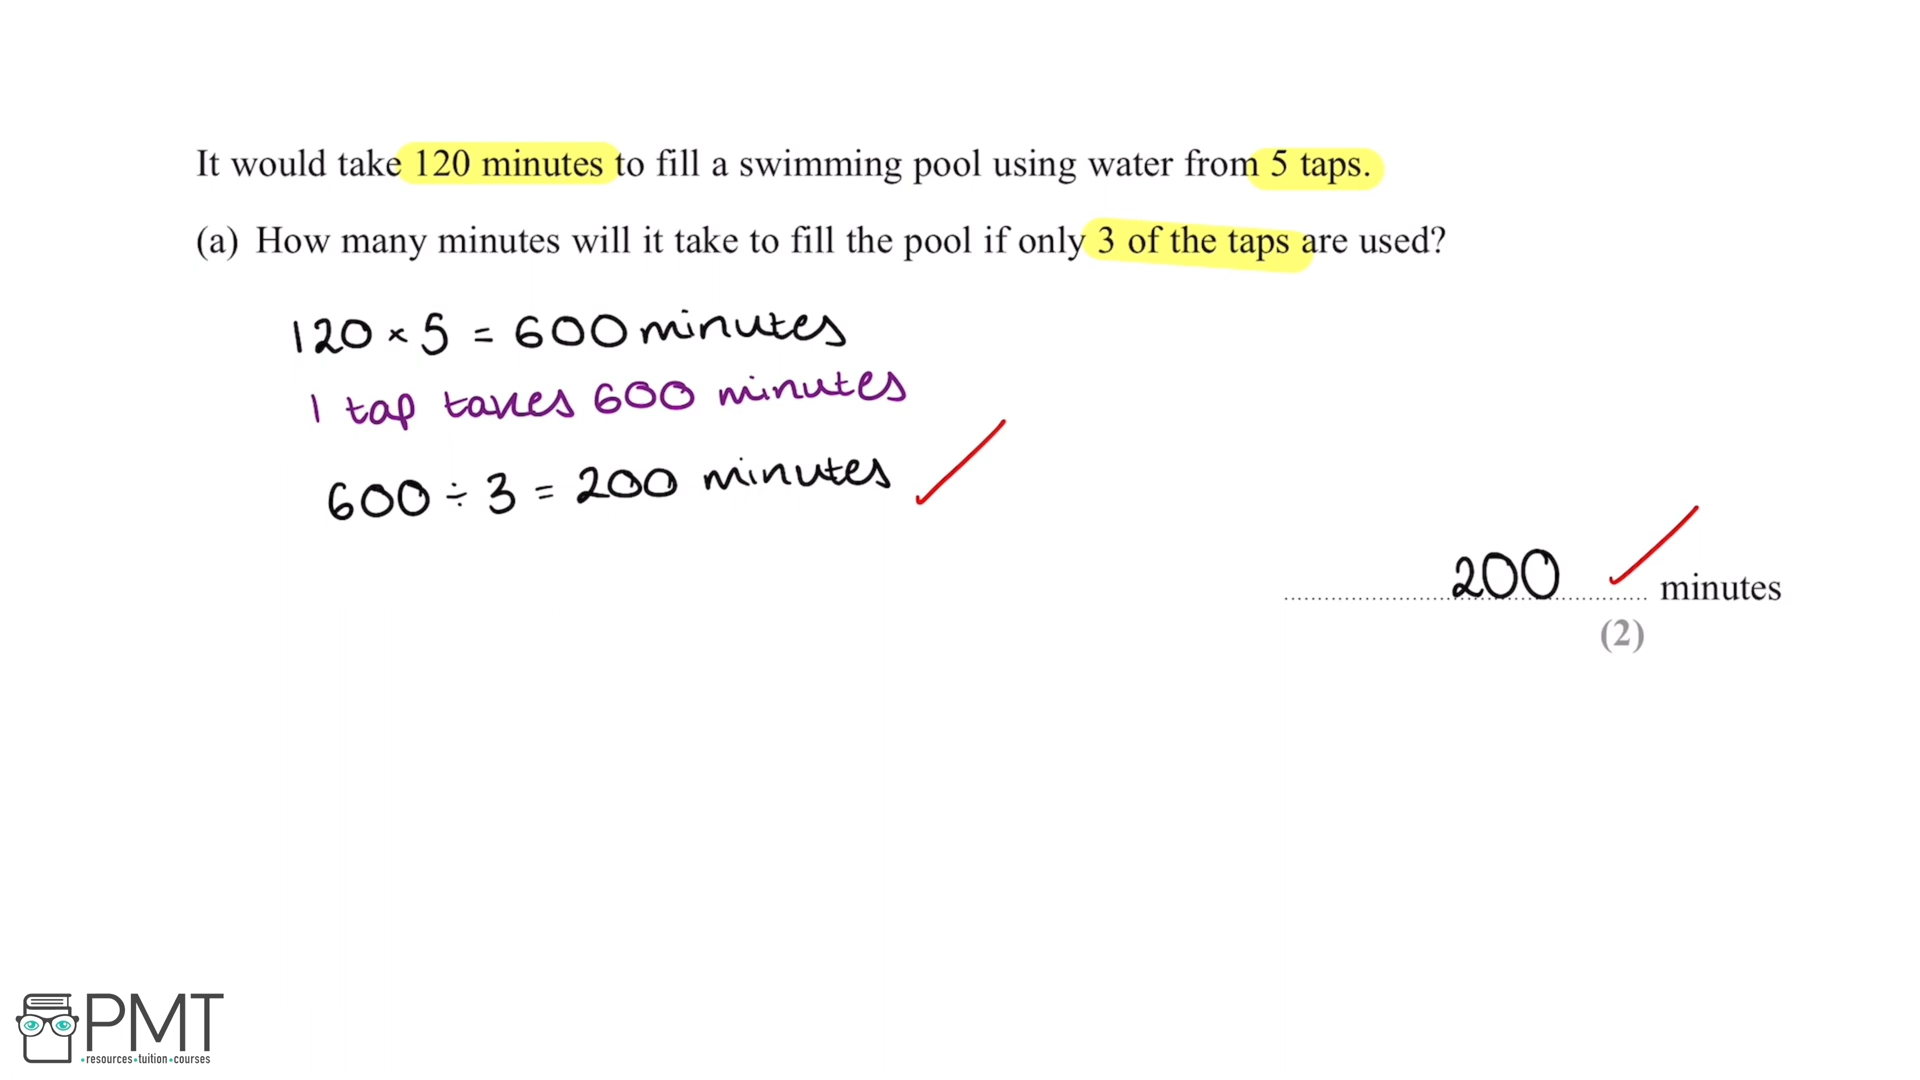 It would take 120 minutes to fill a swimming pool using water from 5 taps.
(a) How many minutes will it take to fill the pool if only 3 of the taps are used?
120 × 5 = 600 minutes
1 tap takes 600 minutes
600 ÷ 3 = 200 minutes
200 minutes
(2)
PMT
•resources•tuition•courses